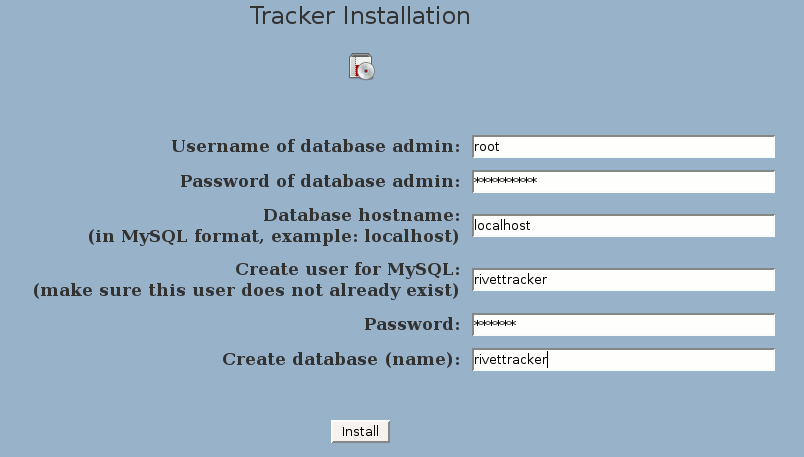 Tracker Installation
Username of database admin: root
Password of database admin: *********
Database hostname:
(in MySQL format, example: localhost) localhost
Create user for MySQL:
(make sure this user does not already exist) rivettracker
Password: ******
Create database (name): rivettracker
Install